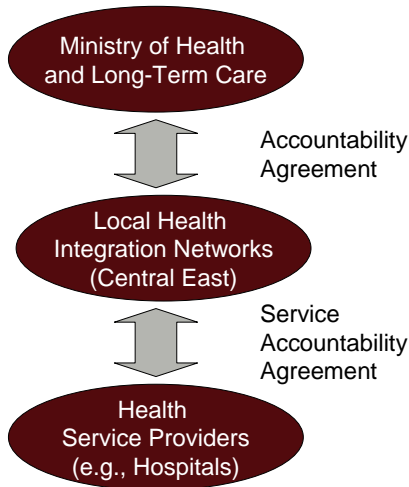 Ministry of Health
and Long-Term Care
Accountability
Agreement
Local Health
Integration Networks
(Central East)
Service
Accountability
Agreement
Health
Service Providers
(e.g., Hospitals)